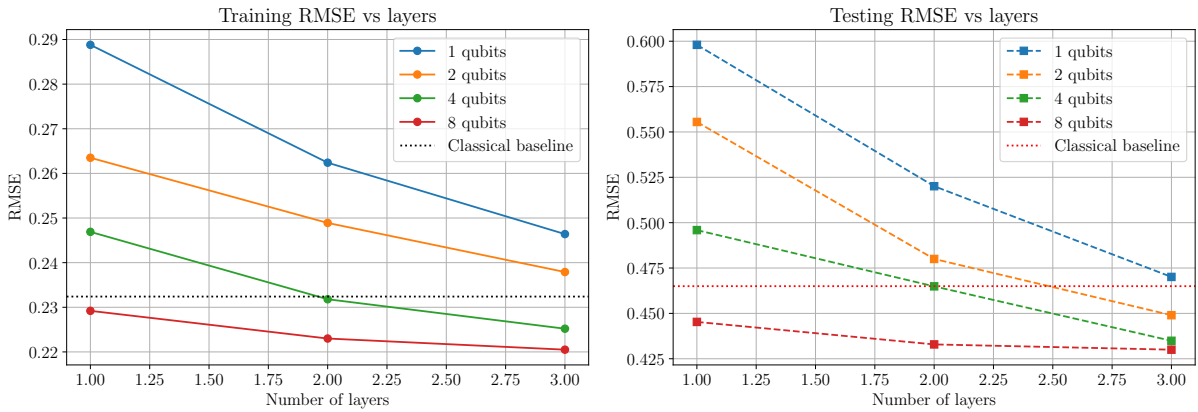 Training RMSE vs layers
0.29
0.28
0.27
0.26
0.25
0.24
0.23
0.22
RMSE
1 qubits
2 qubits
4 qubits
8 qubits
Classical baseline
1.00 1.25 1.50 1.75 2.00 2.25 2.50 2.75 3.00
Number of layers
Testing RMSE vs layers
0.600
0.575
0.550
0.525
0.500
0.475
0.450
0.425
RMSE
1 qubits
2 qubits
4 qubits
8 qubits
Classical baseline
1.00 1.25 1.50 1.75 2.00 2.25 2.50 2.75 3.00
Number of layers